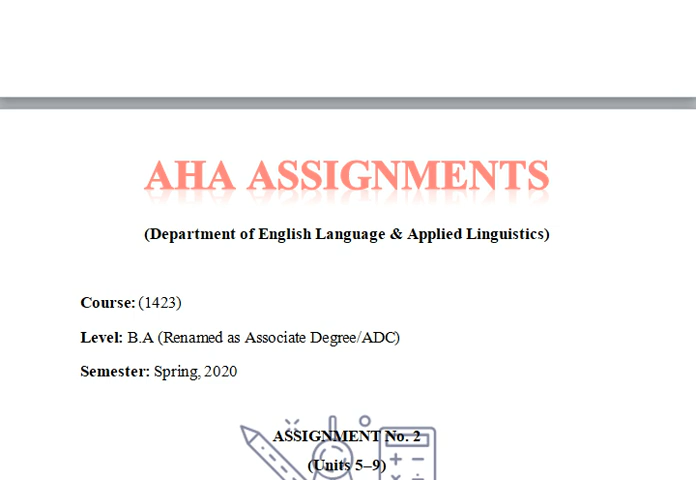 AHA ASSIGNMENTS
(Department of English Language & Applied Linguistics)
Course: (1423)
Level: B.A (Renamed as Associate Degree/ADC)
Semester: Spring, 2020
ASSIGNMENT No. 2
(Units 5–9)